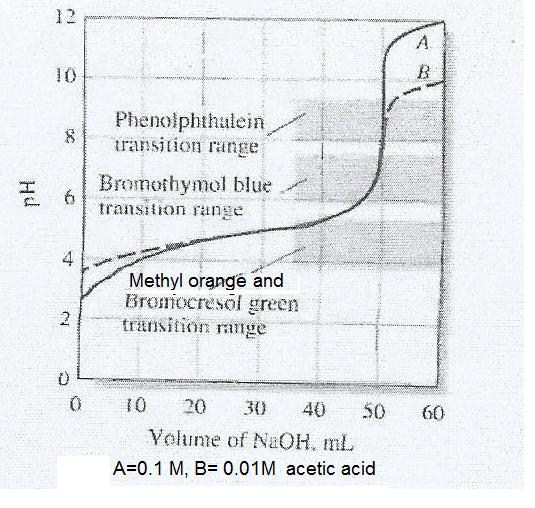 12
A
10
B
Phenolphthalein
transition range
8
Bromothymol blue
transition range
6
pH
4
Methyl orange and
Bromocresol green
transition range
2
0
0 10 20 30 40 50 60
Volume of NaOH, mL
A=0.1 M, B= 0.01M acetic acid